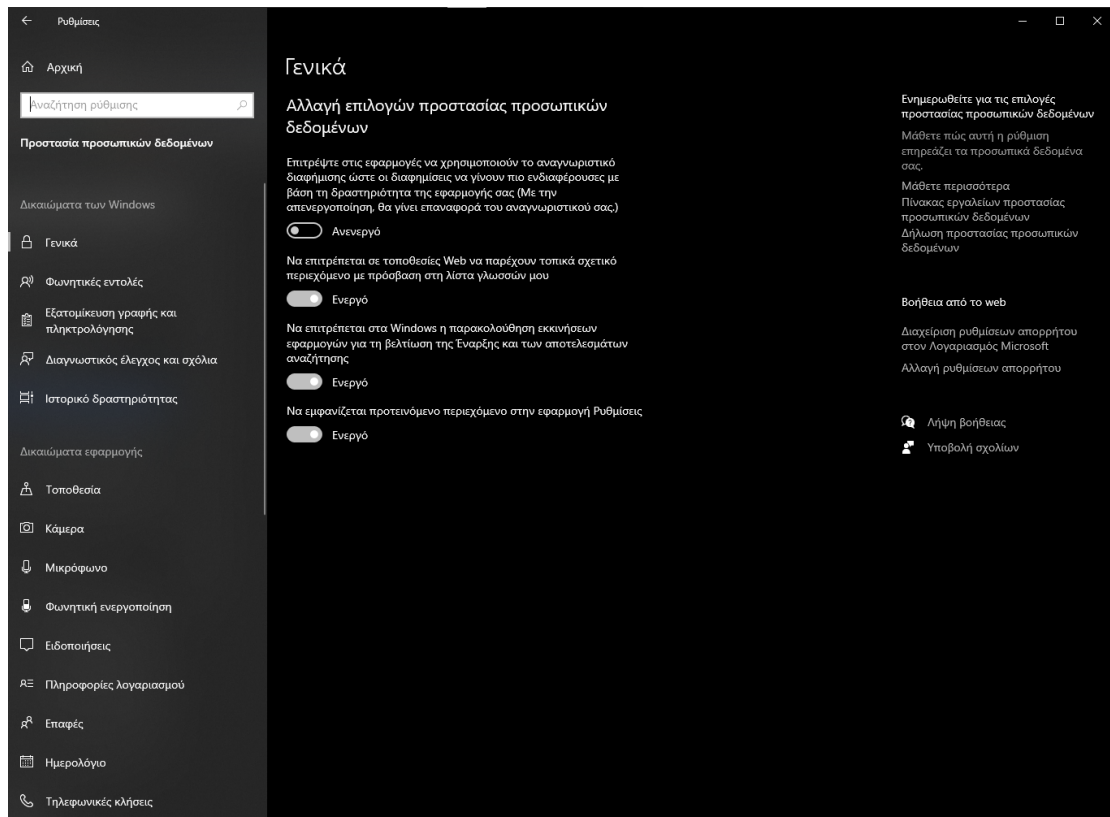 Ρυθμίσεις
Αρχική
Αναζήτηση ρύθμισης
Προστασία προσωπικών δεδομένων
Δικαιώματα των Windows
Γενικά
Φωνητικές εντολές
Εξατομίκευση γραφής και
πληκτρολόγησης
Διαγνωστικός έλεγχος και σχόλια
Ιστορικό δραστηριότητας
Δικαιώματα εφαρμογής
Τοποθεσία
Κάμερα
Μικρόφωνο
Φωνητική ενεργοποίηση
Ειδοποιήσεις
Πληροφορίες λογαριασμού
Επαφές
Ημερολόγιο
Τηλεφωνικές κλήσεις
Γενικά
Αλλαγή επιλογών προστασίας προσωπικών
δεδομένων
Επιτρέψτε στις εφαρμογές να χρησιμοποιούν το αναγνωριστικό
διαφήμισης ώστε οι διαφημίσεις να γίνουν πιο ενδιαφέρουσες με
βάση τη δραστηριότητα της εφαρμογής σας (Με την
απενεργοποίηση, θα γίνει επαναφορά του αναγνωριστικού σας.)
Ανενεργό
Να επιτρέπεται σε τοποθεσίες Web να παρέχουν τοπικά σχετικό
περιεχόμενο με πρόσβαση στη λίστα γλωσσών μου
Ενεργό
Να επιτρέπεται στα Windows η παρακολούθηση εκκινήσεων
εφαρμογών για τη βελτίωση της Έναρξης και των αποτελεσμάτων
αναζήτησης
Ενεργό
Να εμφανίζεται προτεινόμενο περιεχόμενο στην εφαρμογή Ρυθμίσεις
Ενεργό
Ενημερωθείτε για τις επιλογές
προστασίας προσωπικών δεδομένων
Μάθετε πώς αυτή η ρύθμιση
επηρεάζει τα προσωπικά δεδομένα
σας.
Μάθετε περισσότερα
Πίνακας εργαλείων προστασίας
προσωπικών δεδομένων
Δήλωση προστασίας προσωπικών
δεδομένων
Βοήθεια από το web
Διαχείριση ρυθμίσεων απορρήτου
στον Λογαριασμός Microsoft
Αλλαγή ρυθμίσεων απορρήτου
Λήψη βοήθειας
Υποβολή σχολίων